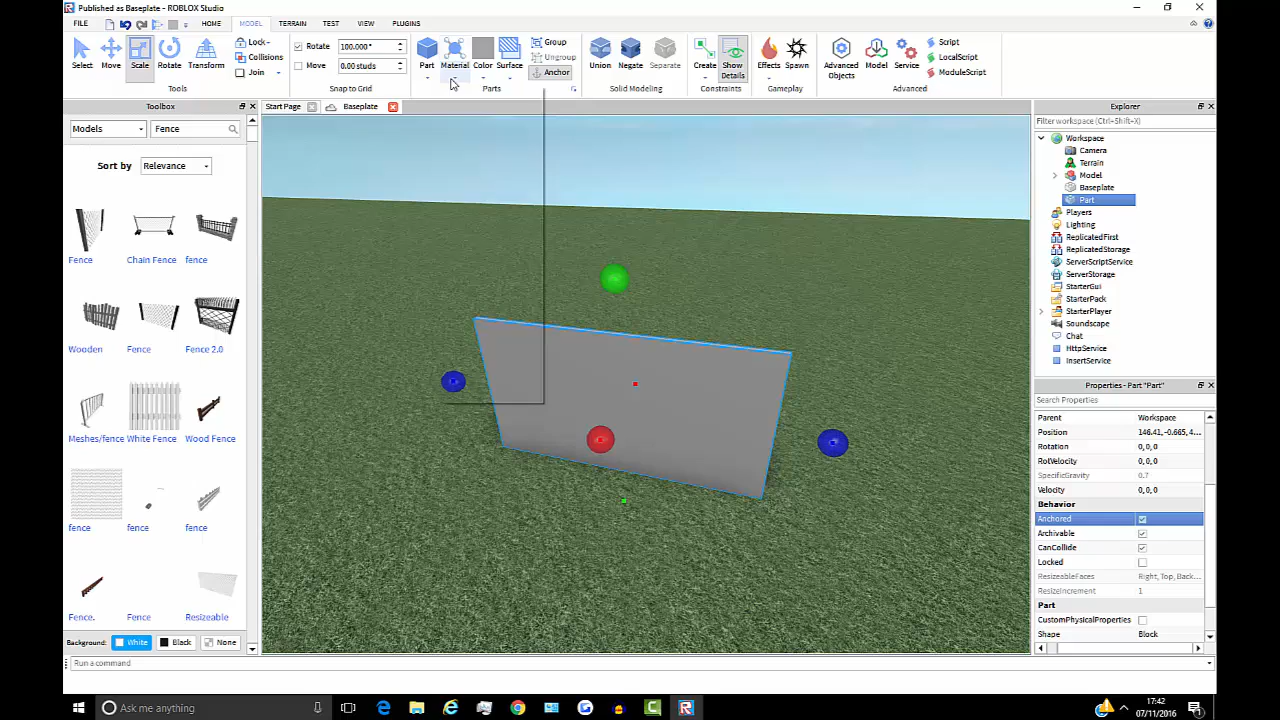 Published as Baseplate - ROBLOX Studio
FILE HOME MODEL TERRAIN TEST VIEW PLUGINS
Select Move Scale Rotate Transform
Lock
Collisions
Join
Tools
Rotate 100.000°
Move 0.00 studs
Snap to Grid
Part Material Color Surface
Group
Ungroup
Anchor
Parts
Union Negate Separate
Solid Modeling
Create Show Details
Constraints
Effects Spawn
Gameplay
Advanced Objects Model Service
Script
LocalScript
ModuleScript
Advanced
Toolbox
Models Fence
Sort by Relevance
Fence Chain Fence fence
Wooden Fence Fence 2.0
Meshes/fence White Fence Wood Fence
fence fence fence
Fence. Fence Resizeable
Background: White Black None
Start Page Baseplate
Explorer
Filter workspace (Ctrl+Shift+X)
Workspace
Camera
Terrain
Model
Baseplate
Part
Players
Lighting
ReplicatedFirst
ReplicatedStorage
ServerScriptService
ServerStorage
StarterGui
StarterPack
StarterPlayer
Soundscape
Chat
HttpService
InsertService
Properties - Part "Part"
Search Properties
Parent Workspace
Position 146.41, -0.665, 4...
Rotation 0, 0, 0
RotVelocity 0, 0, 0
SpecificGravity 0.7
Velocity 0, 0, 0
Behavior
Anchored
Archivable
CanCollide
Locked
ResizeableFaces Right, Top, Back...
ResizeIncrement 1
Part
CustomPhysicalProperties
Shape Block
Run a command
Ask me anything
17:42
07/11/2016